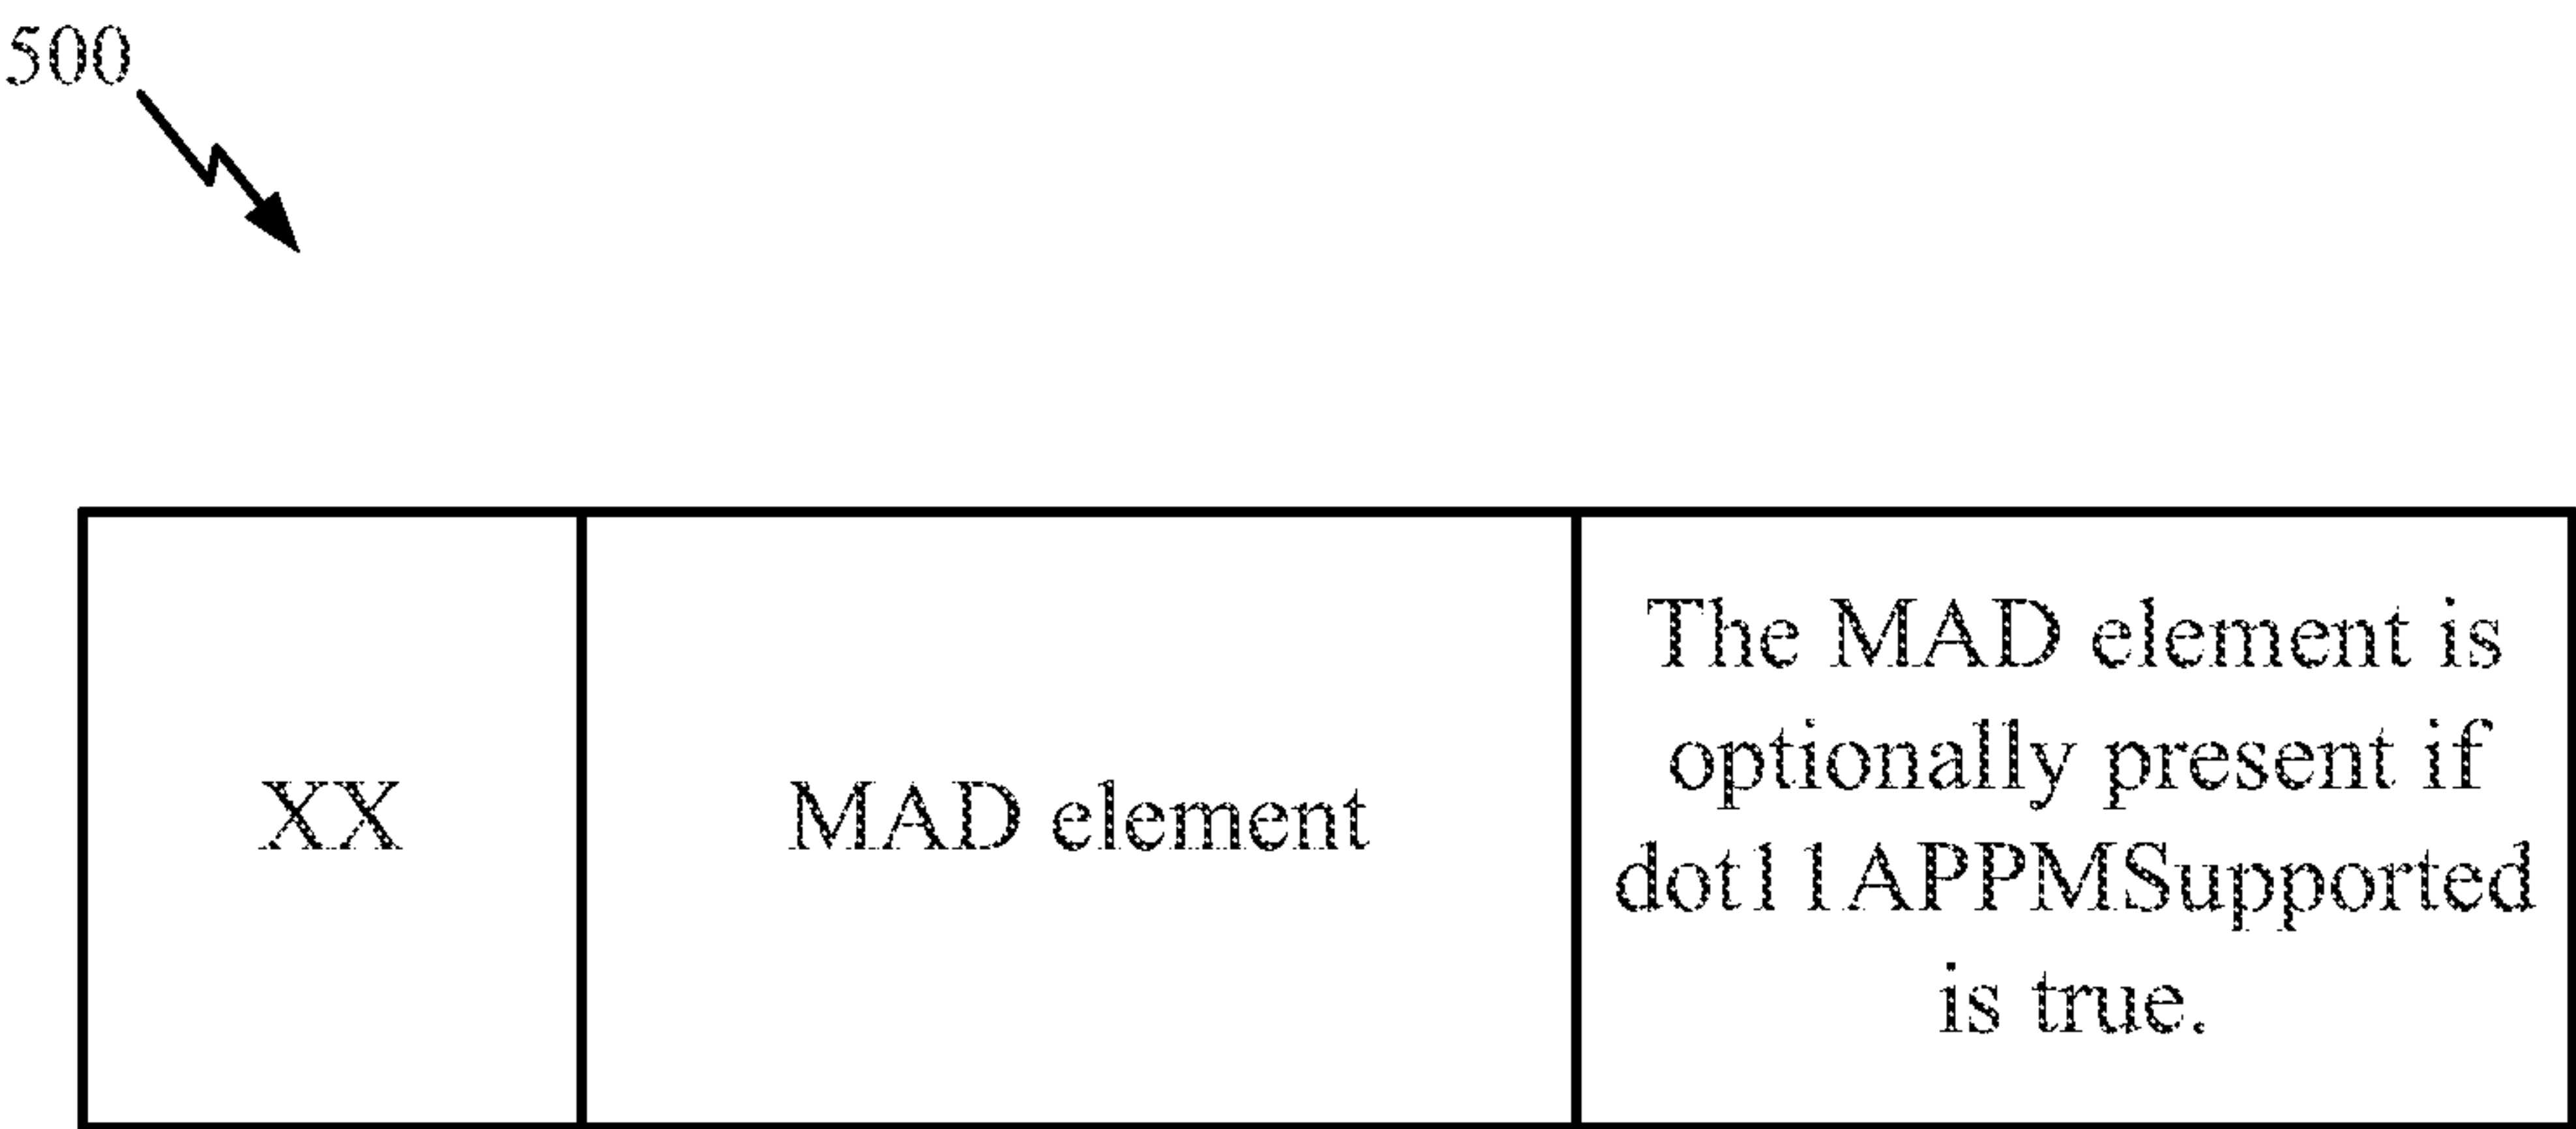 500
XX
MAD element
The MAD element is
optionally present if
dot11APPMSupported
is true.